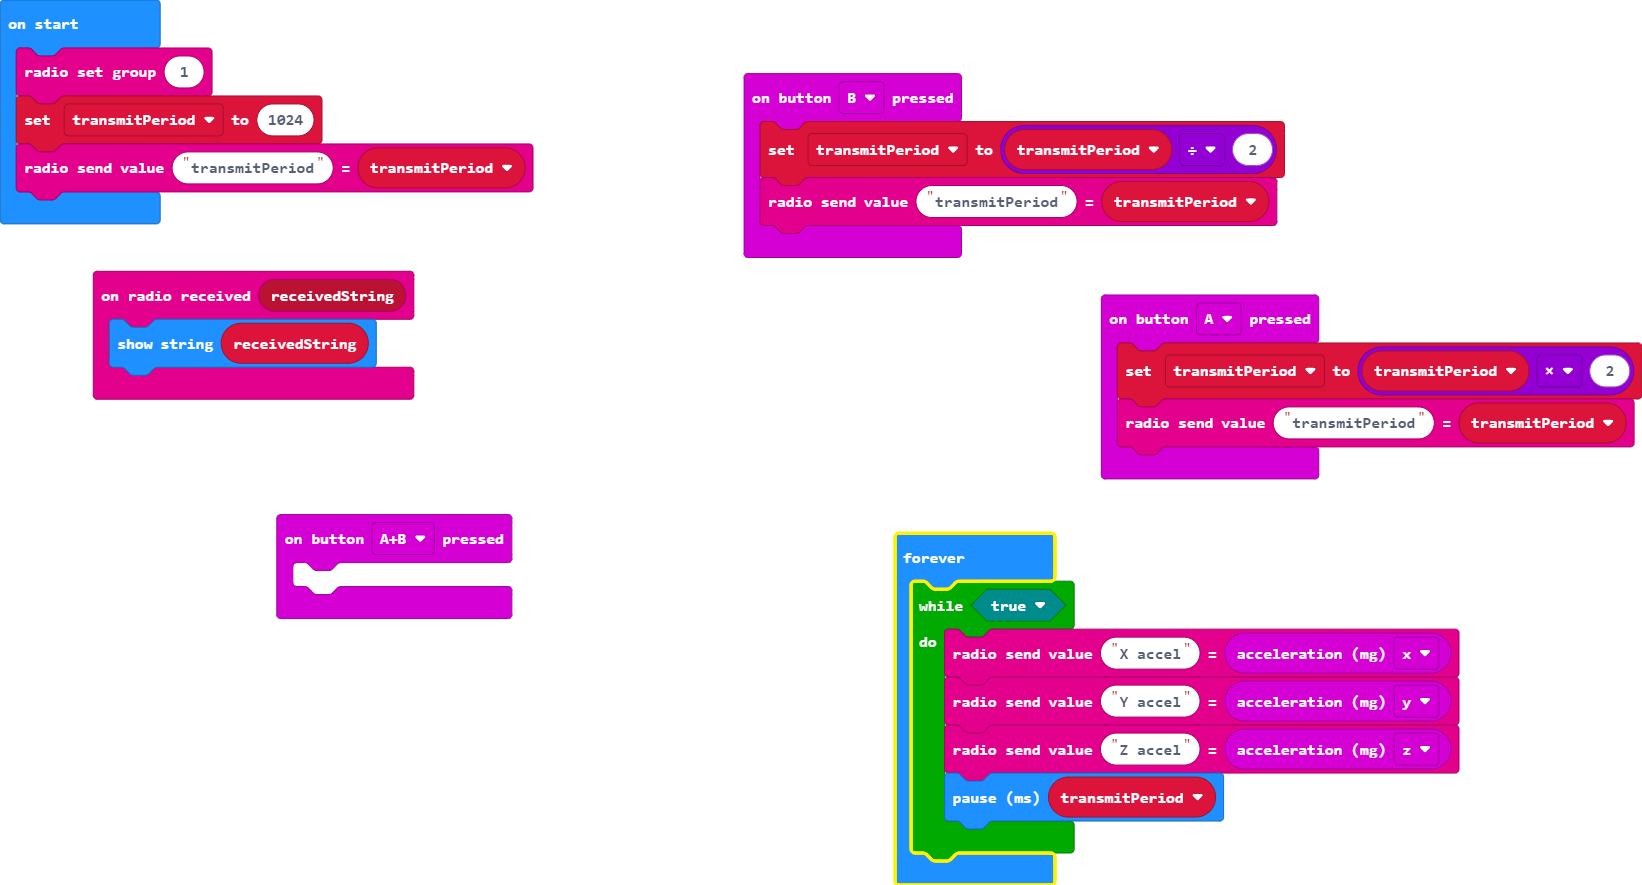 on start
radio set group 1
set transmitPeriod to 1024
radio send value "transmitPeriod" = transmitPeriod
on button B pressed
set transmitPeriod to transmitPeriod ÷ 2
radio send value "transmitPeriod" = transmitPeriod
on radio received receivedString
show string receivedString
on button A pressed
set transmitPeriod to transmitPeriod × 2
radio send value "transmitPeriod" = transmitPeriod
on button A+B pressed
forever
while true
do
radio send value "X accel" = acceleration (mg) x
radio send value "Y accel" = acceleration (mg) y
radio send value "Z accel" = acceleration (mg) z
pause (ms) transmitPeriod